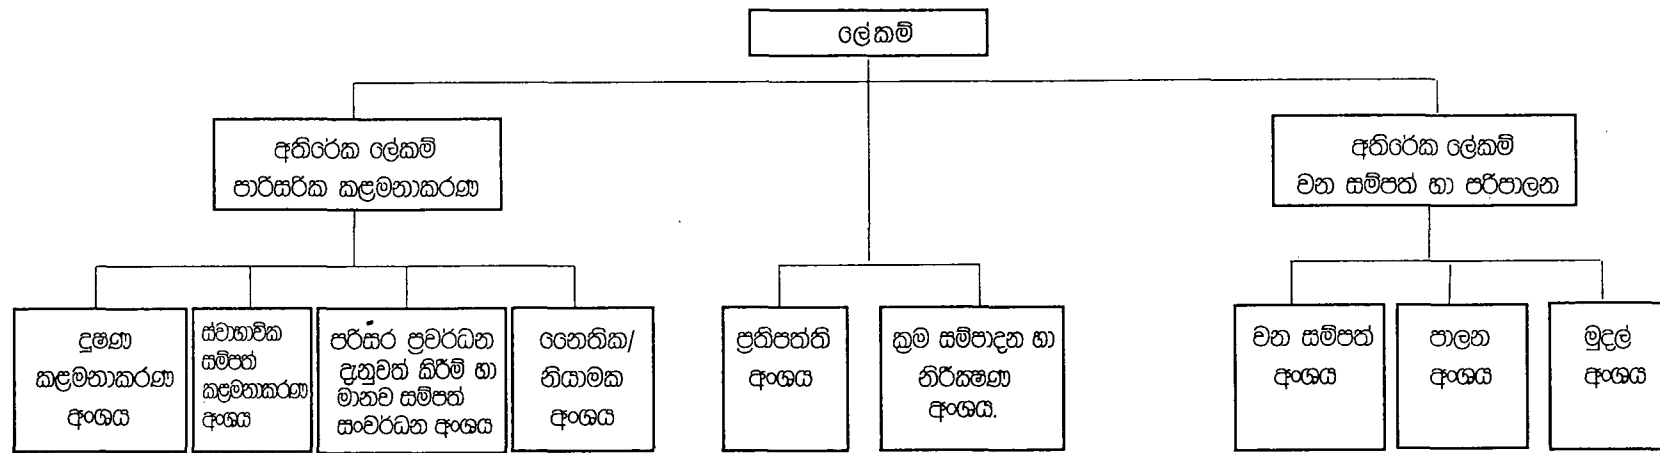 ලේකම්
අතිරේක ලේකම්
පාරිසරික කළමනාකරණ
අතිරේක ලේකම්
වන සම්පත් හා පරිපාලන
දූෂණ
කළමනාකරණ
අංශය
ස්වාභාවික
සම්පත්
කළමනාකරණ
අංශය
පරිසර ප්‍රවර්ධන
දැනුවත් කිරීම් හා
මානව සම්පත්
සංවර්ධන අංශය
නෛතික/
නියාමක
අංශය
ප්‍රතිපත්ති
අංශය
ක්‍රම සම්පාදන හා
නිරීක්ෂණ
අංශය.
වන සම්පත්
අංශය
පාලන
අංශය
මුදල්
අංශය